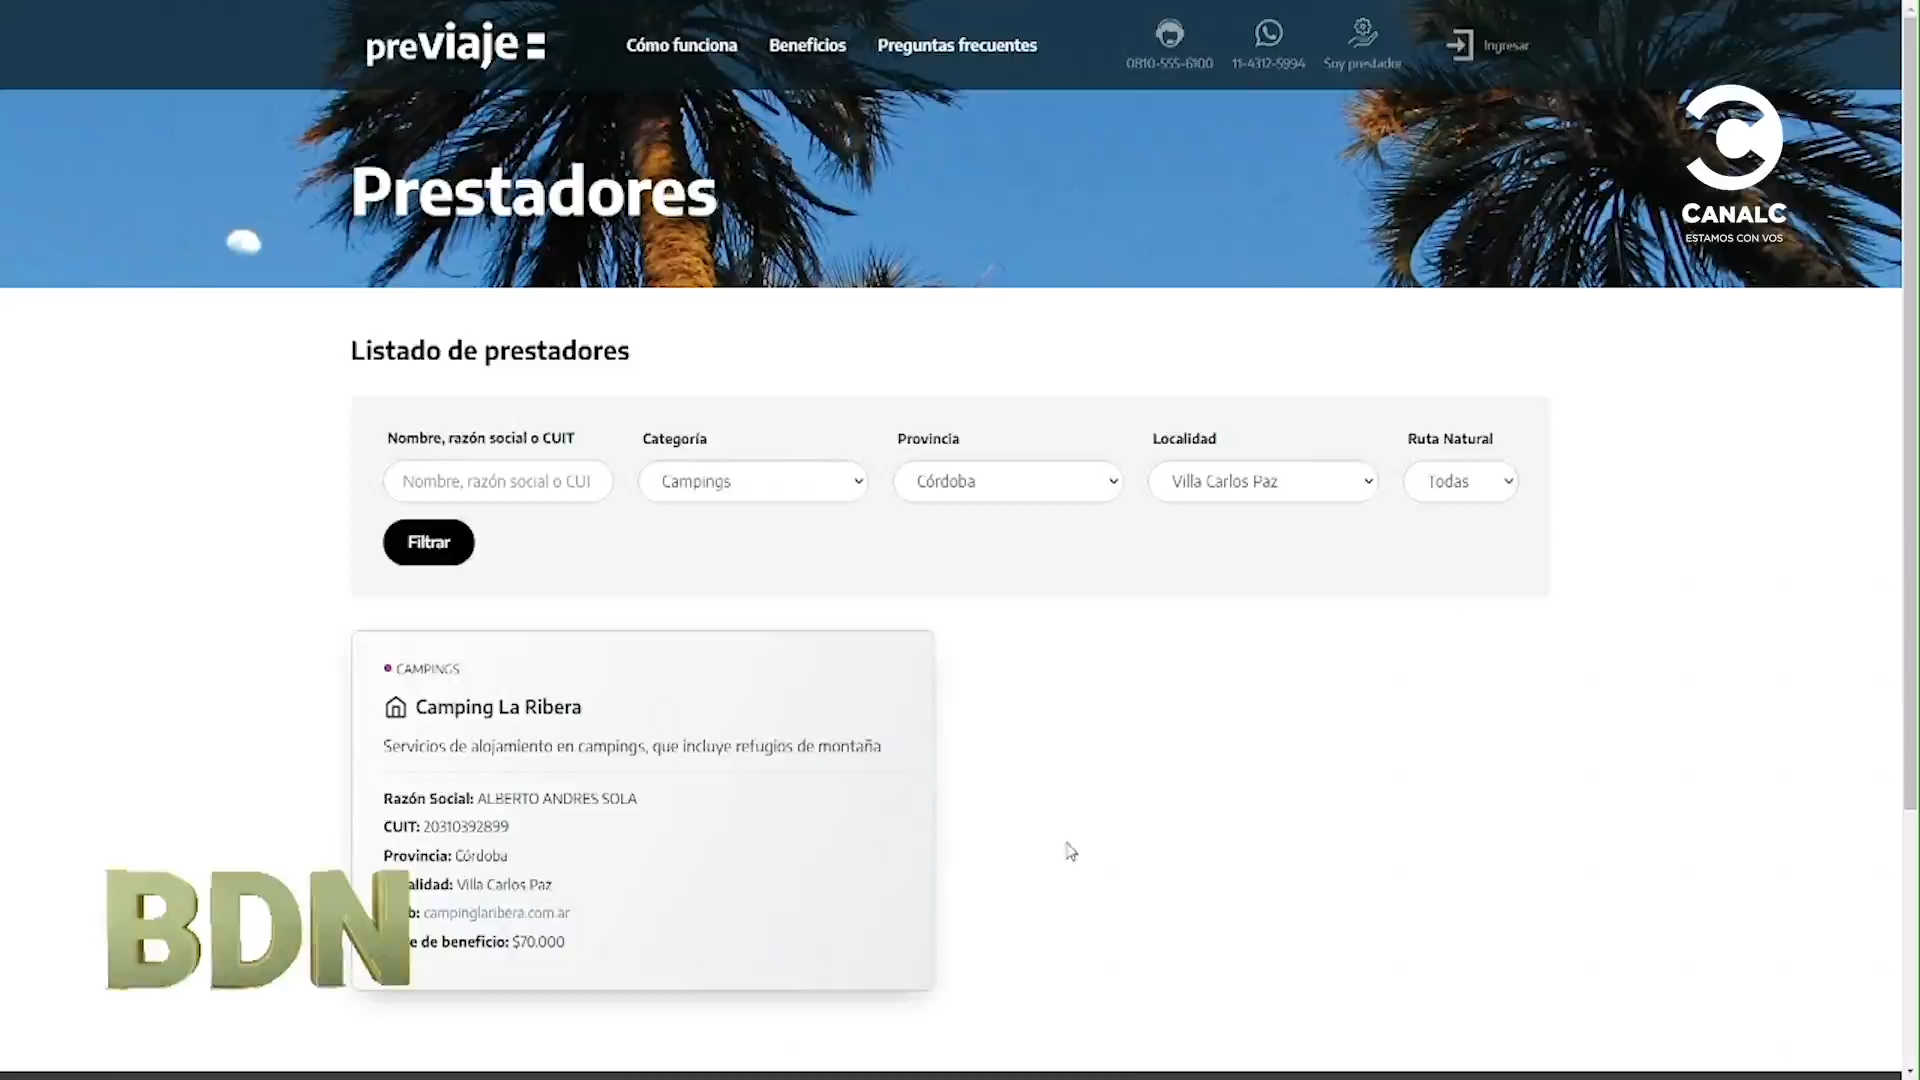 preViaje
Cómo funciona
Beneficios
Preguntas frecuentes
0810-555-6100
11-4312-5994
Soy prestador
Ingresar
Prestadores
CANALC
ESTAMOS CON VOS
Listado de prestadores
Nombre, razón social o CUIT
Categoría
Provincia
Localidad
Ruta Natural
Nombre, razón social o CUI
Campings
Córdoba
Villa Carlos Paz
Todas
Filtrar
CAMPINGS
Camping La Ribera
Servicios de alojamiento en campings, que incluye refugios de montaña
Razón Social: ALBERTO ANDRES SOLA
CUIT: 20310392899
Provincia: Córdoba
alidad: Villa Carlos Paz
b: campinglaribera.com.ar
e de beneficio: $70.000
BDN